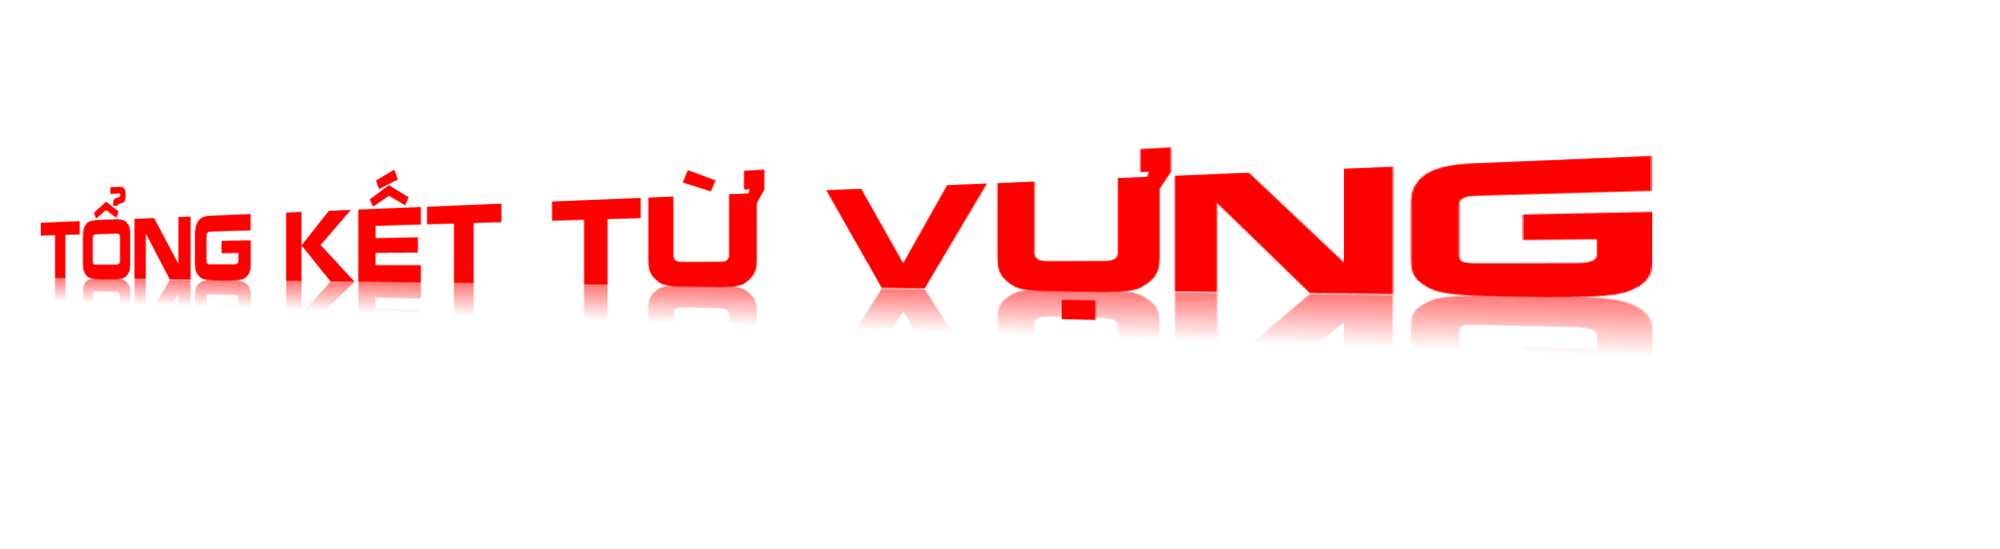 TỔNG KẾT TỪ VỰNG